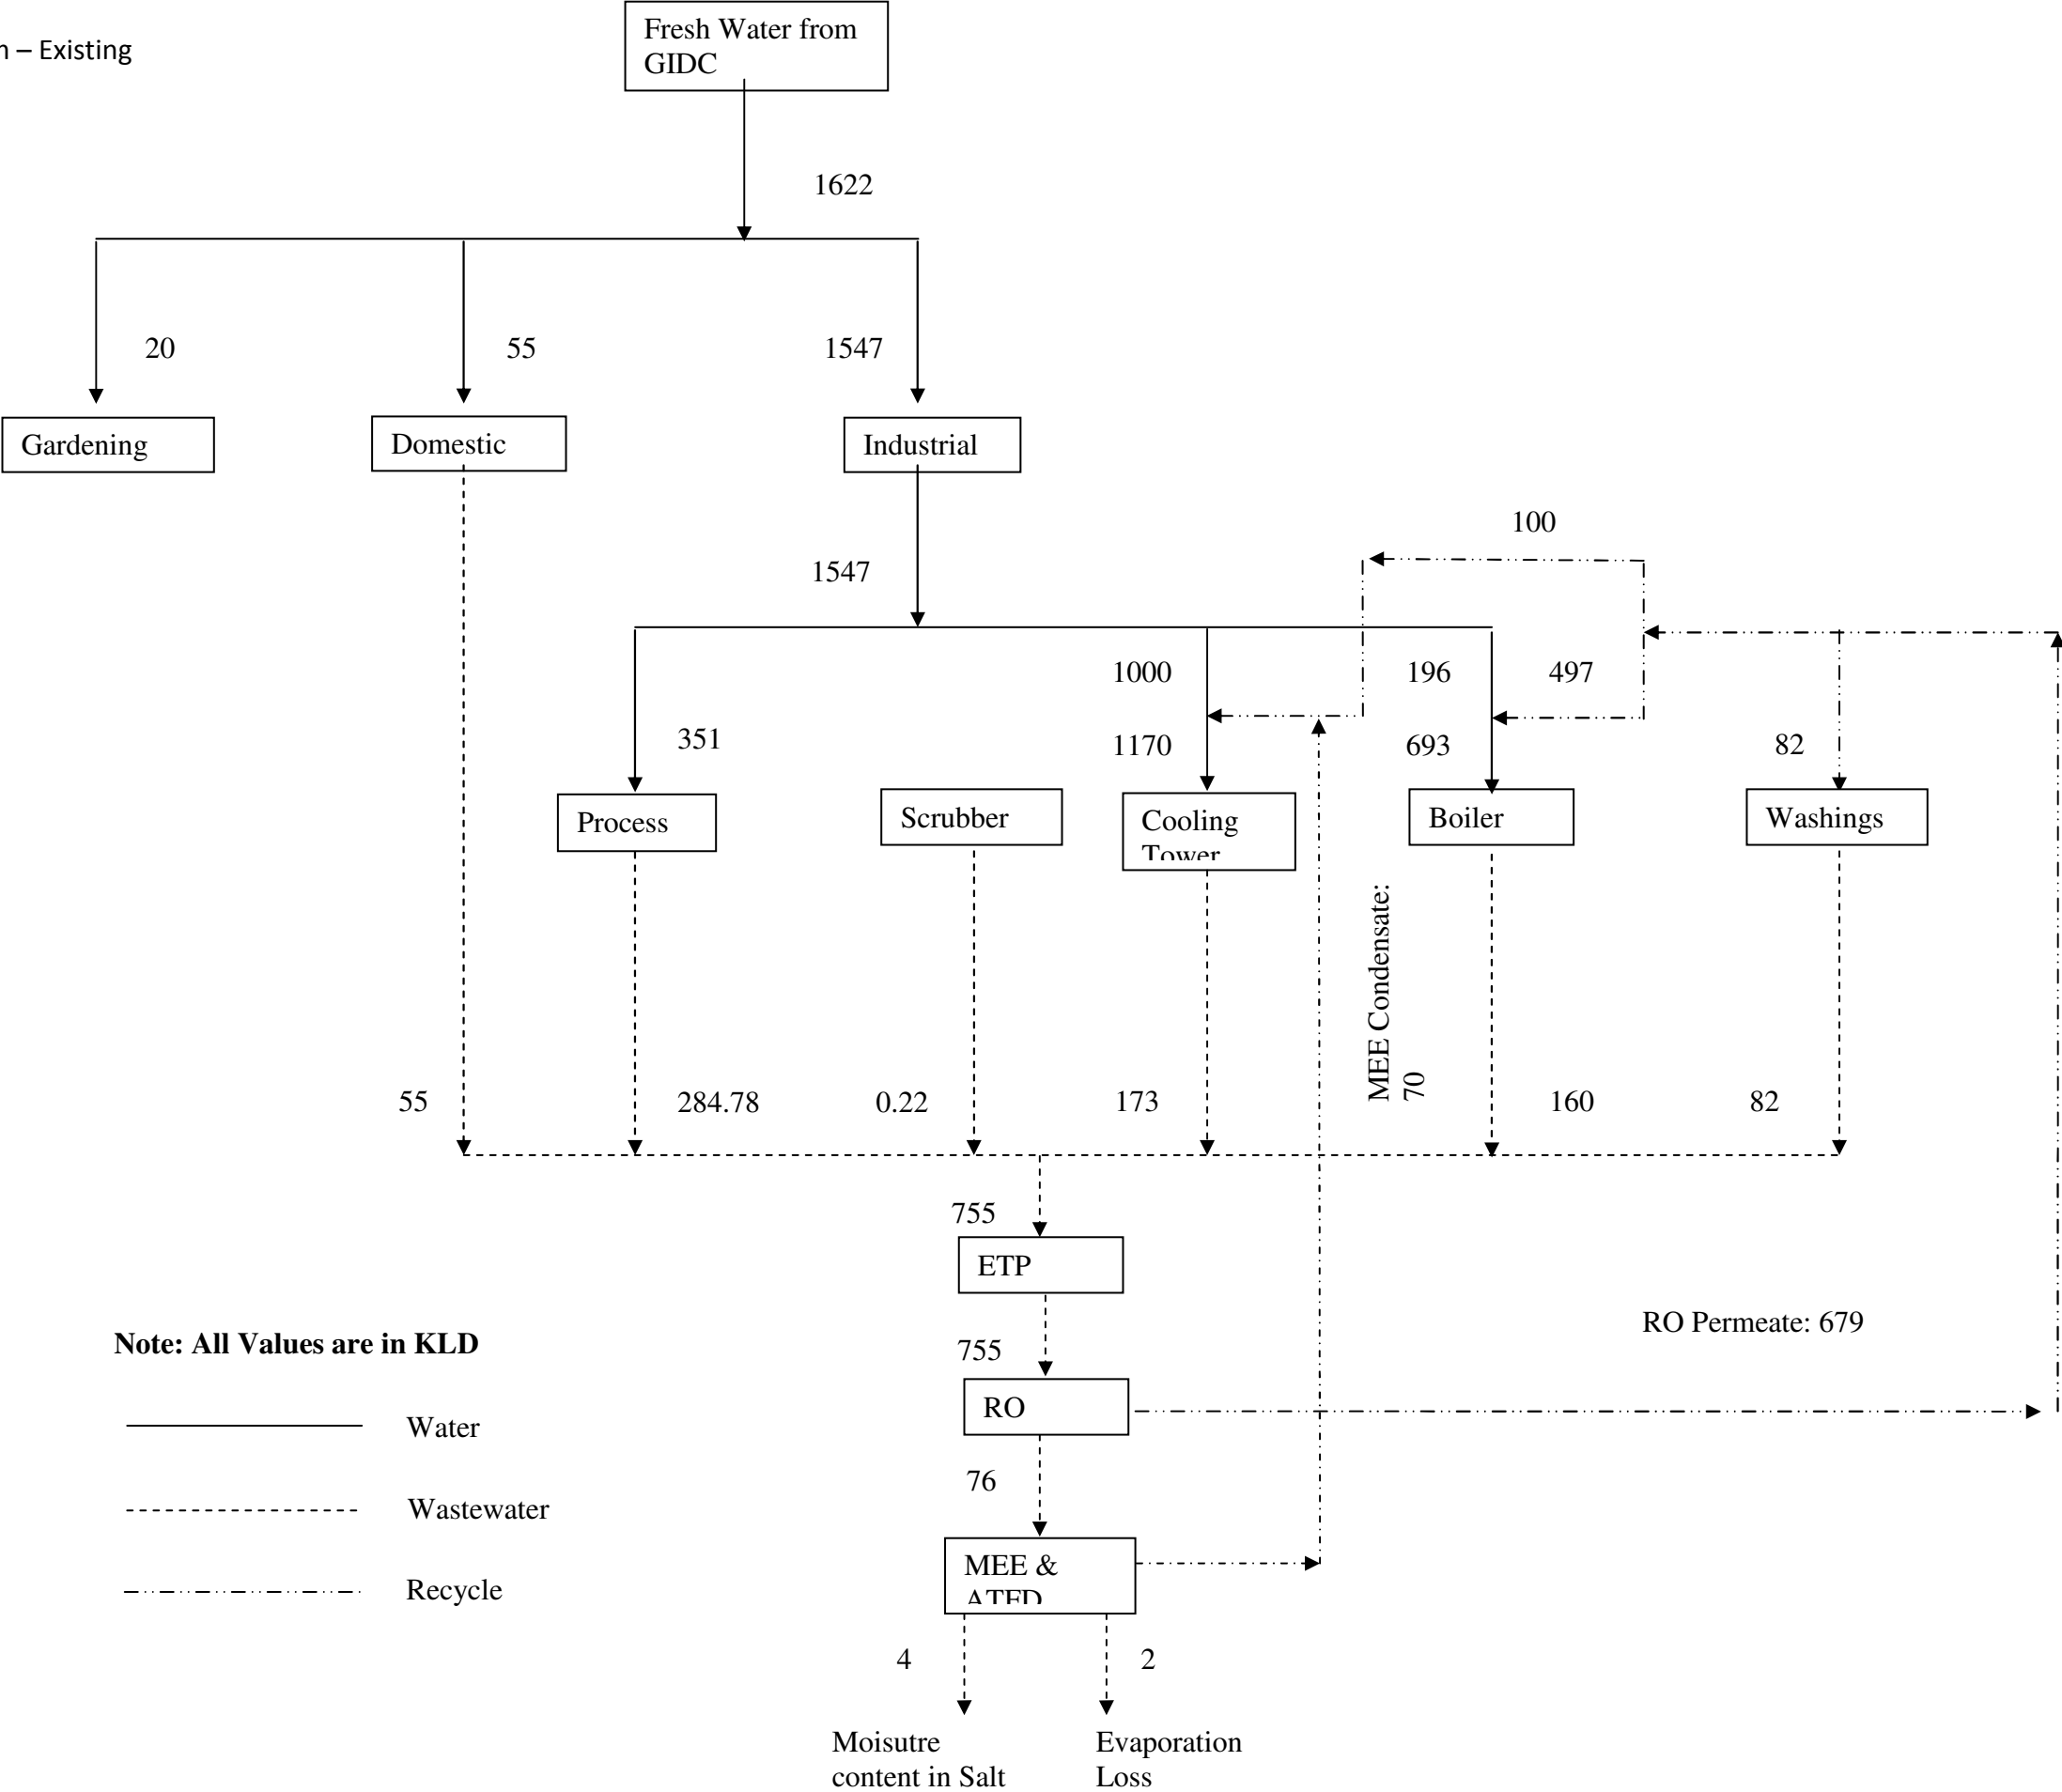 – Existing
Fresh Water from
GIDC
1622
20
55
1547
Gardening
Domestic
Industrial
100
1547
1000
196
497
351
1170
693
82
Process
Scrubber
Cooling
Tower
Boiler
Washings
MEE Condensate:
70
55
284.78
0.22
173
160
82
755
ETP
RO Permeate: 679
Note: All Values are in KLD
755
RO
Water
76
Wastewater
MEE &
ATFD
Recycle
4
2
Moisutre
content in Salt
Evaporation
Loss